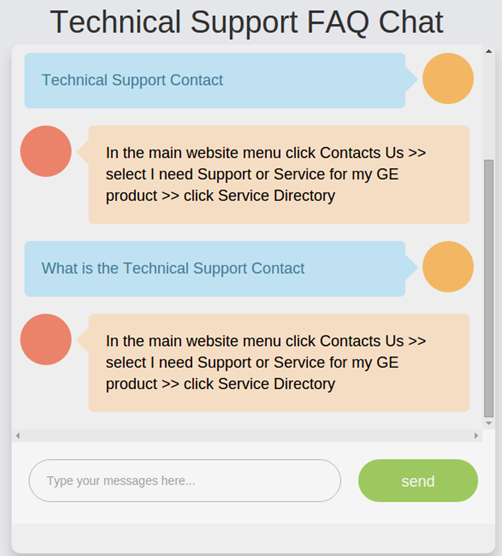 Technical Support FAQ Chat
Technical Support Contact
In the main website menu click Contacts Us >>
select I need Support or Service for my GE
product >> click Service Directory
What is the Technical Support Contact
In the main website menu click Contacts Us >>
select I need Support or Service for my GE
product >> click Service Directory
Type your messages here...
send